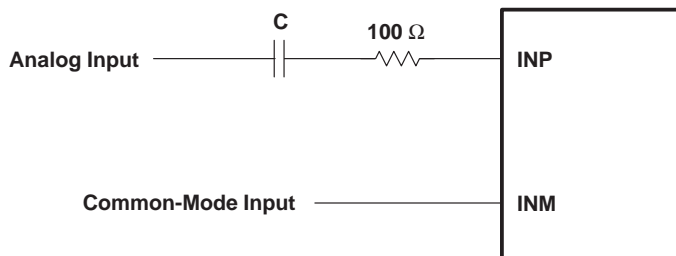 C
100 Ω
Analog Input
INP
Common-Mode Input
INM